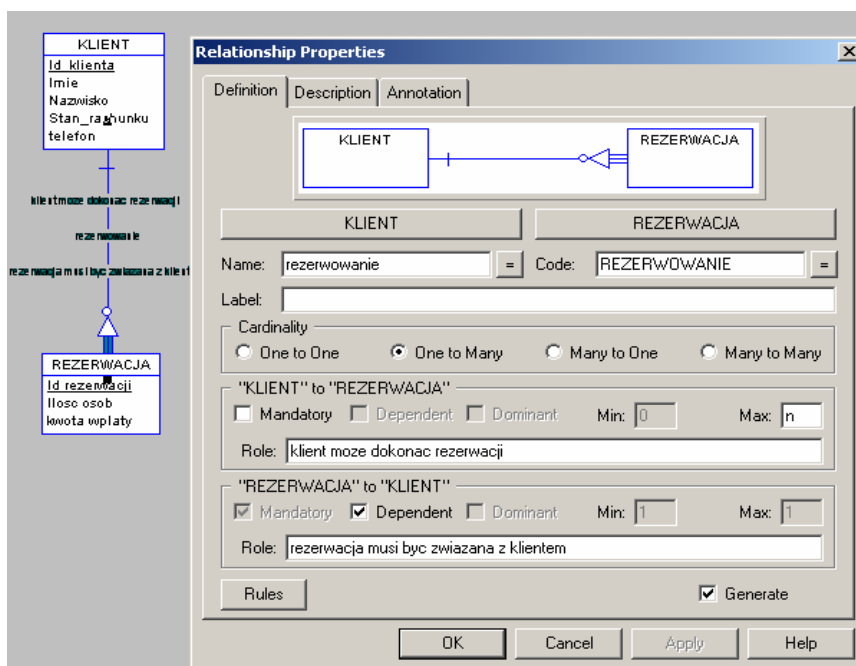 KLIENT
Id_klienta
Imie
Nazwisko
Stan_rachunku
telefon
klient moze dokonac rezerwacji
rezerwowanie
rezerwacja musi byc zwiazana z klient
REZERWACJA
Id rezerwacji
Ilosc osob
kwota wplaty
Relationship Properties
Definition Description Annotation
KLIENT REZERWACJA
KLIENT REZERWACJA
Name: rezerwowanie = Code: REZERWOWANIE =
Label:
Cardinality
One to One One to Many Many to One Many to Many
"KLIENT" to "REZERWACJA"
Mandatory Dependent Dominant Min: 0 Max: n
Role: klient moze dokonac rezerwacji
"REZERWACJA" to "KLIENT"
Mandatory Dependent Dominant Min: 1 Max: 1
Role: rezerwacja musi byc zwiazana z klientem
Rules Generate
OK Cancel Apply Help